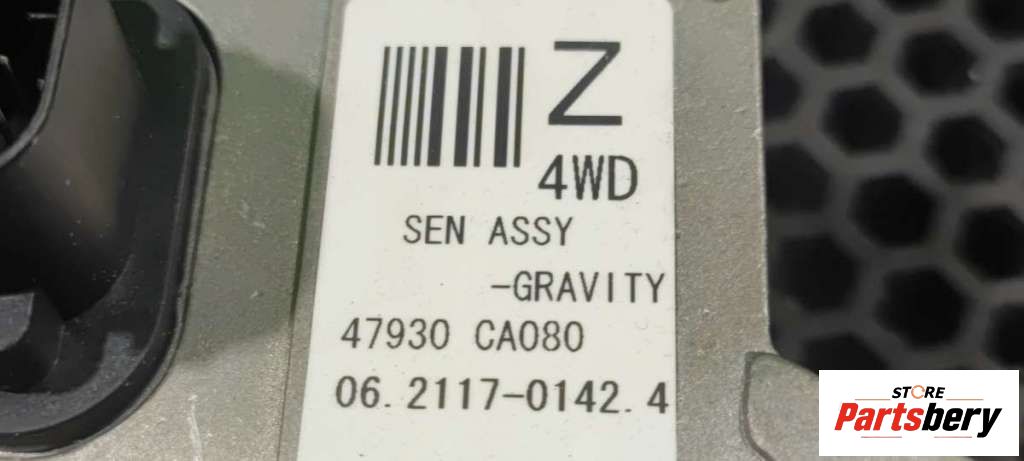 Z
4WD
SEN ASSY
-GRAVITY
47930 CA080
06.2117-0142.4
STORE
Partsbery